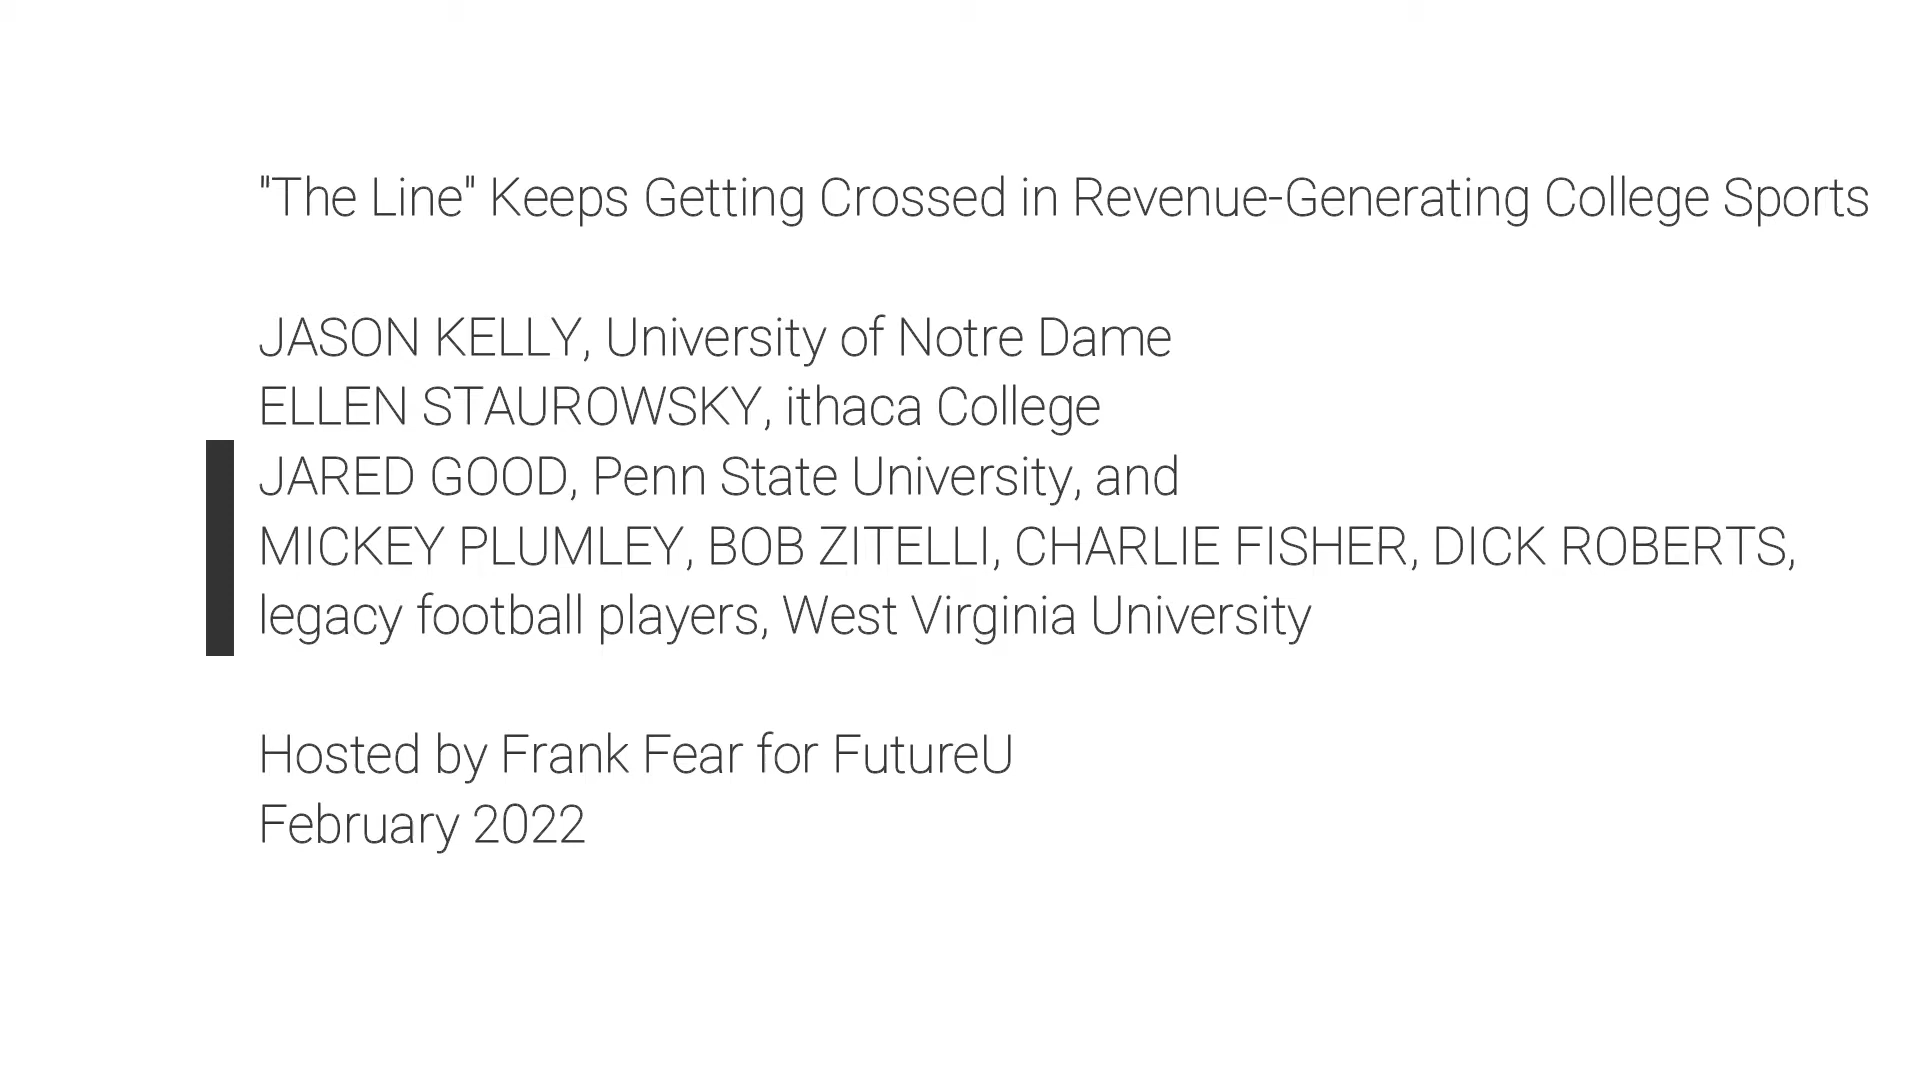 "The Line" Keeps Getting Crossed in Revenue-Generating College Sports
JASON KELLY, University of Notre Dame
ELLEN STAUROWSKY, ithaca College
JARED GOOD, Penn State University, and
MICKEY PLUMLEY, BOB ZITELLI, CHARLIE FISHER, DICK ROBERTS,
legacy football players, West Virginia University
Hosted by Frank Fear for FutureU
February 2022